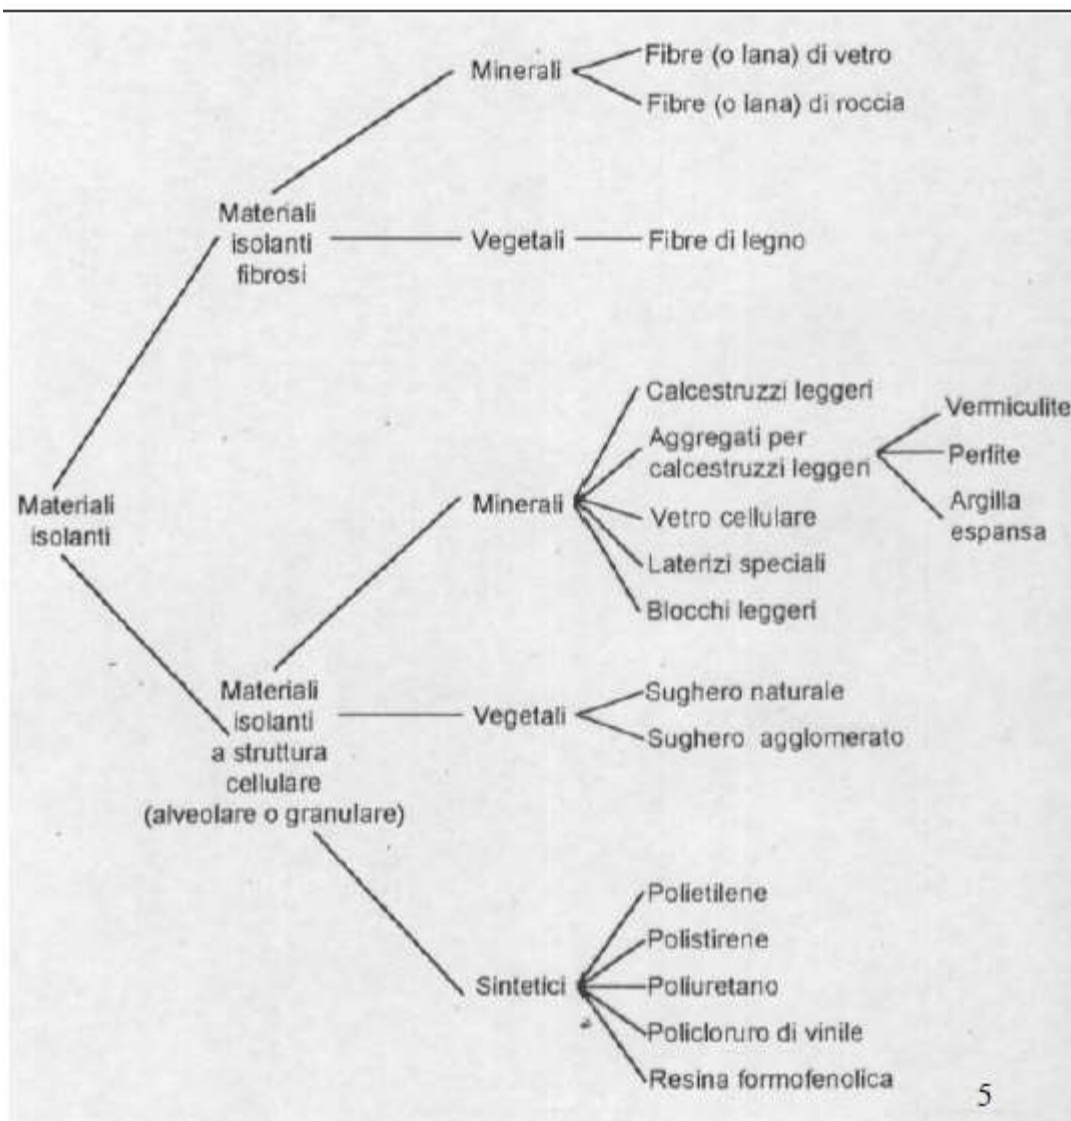 Minerali
Fibre (o lana) di vetro
Fibre (o lana) di roccia
Materiali
isolanti
fibrosi
Vegetali
Fibre di legno
Materiali
isolanti
Minerali
Calcestruzzi leggeri
Aggregati per
calcestruzzi leggeri
Vermiculite
Perlite
Argilla
espansa
Vetro cellulare
Laterizi speciali
Blocchi leggeri
Materiali
isolanti
a struttura
cellulare
(alveolare o granulare)
Vegetali
Sughero naturale
Sughero agglomerato
Sintetici
Polietilene
Polistirene
Poliuretano
Policloruro di vinile
Resina formofenolica
5